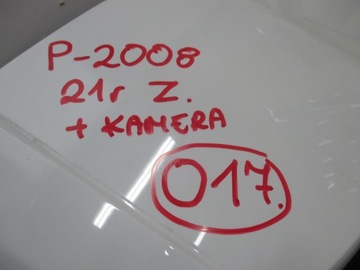 P-2008
21r Z.
+ KAMERA
017.